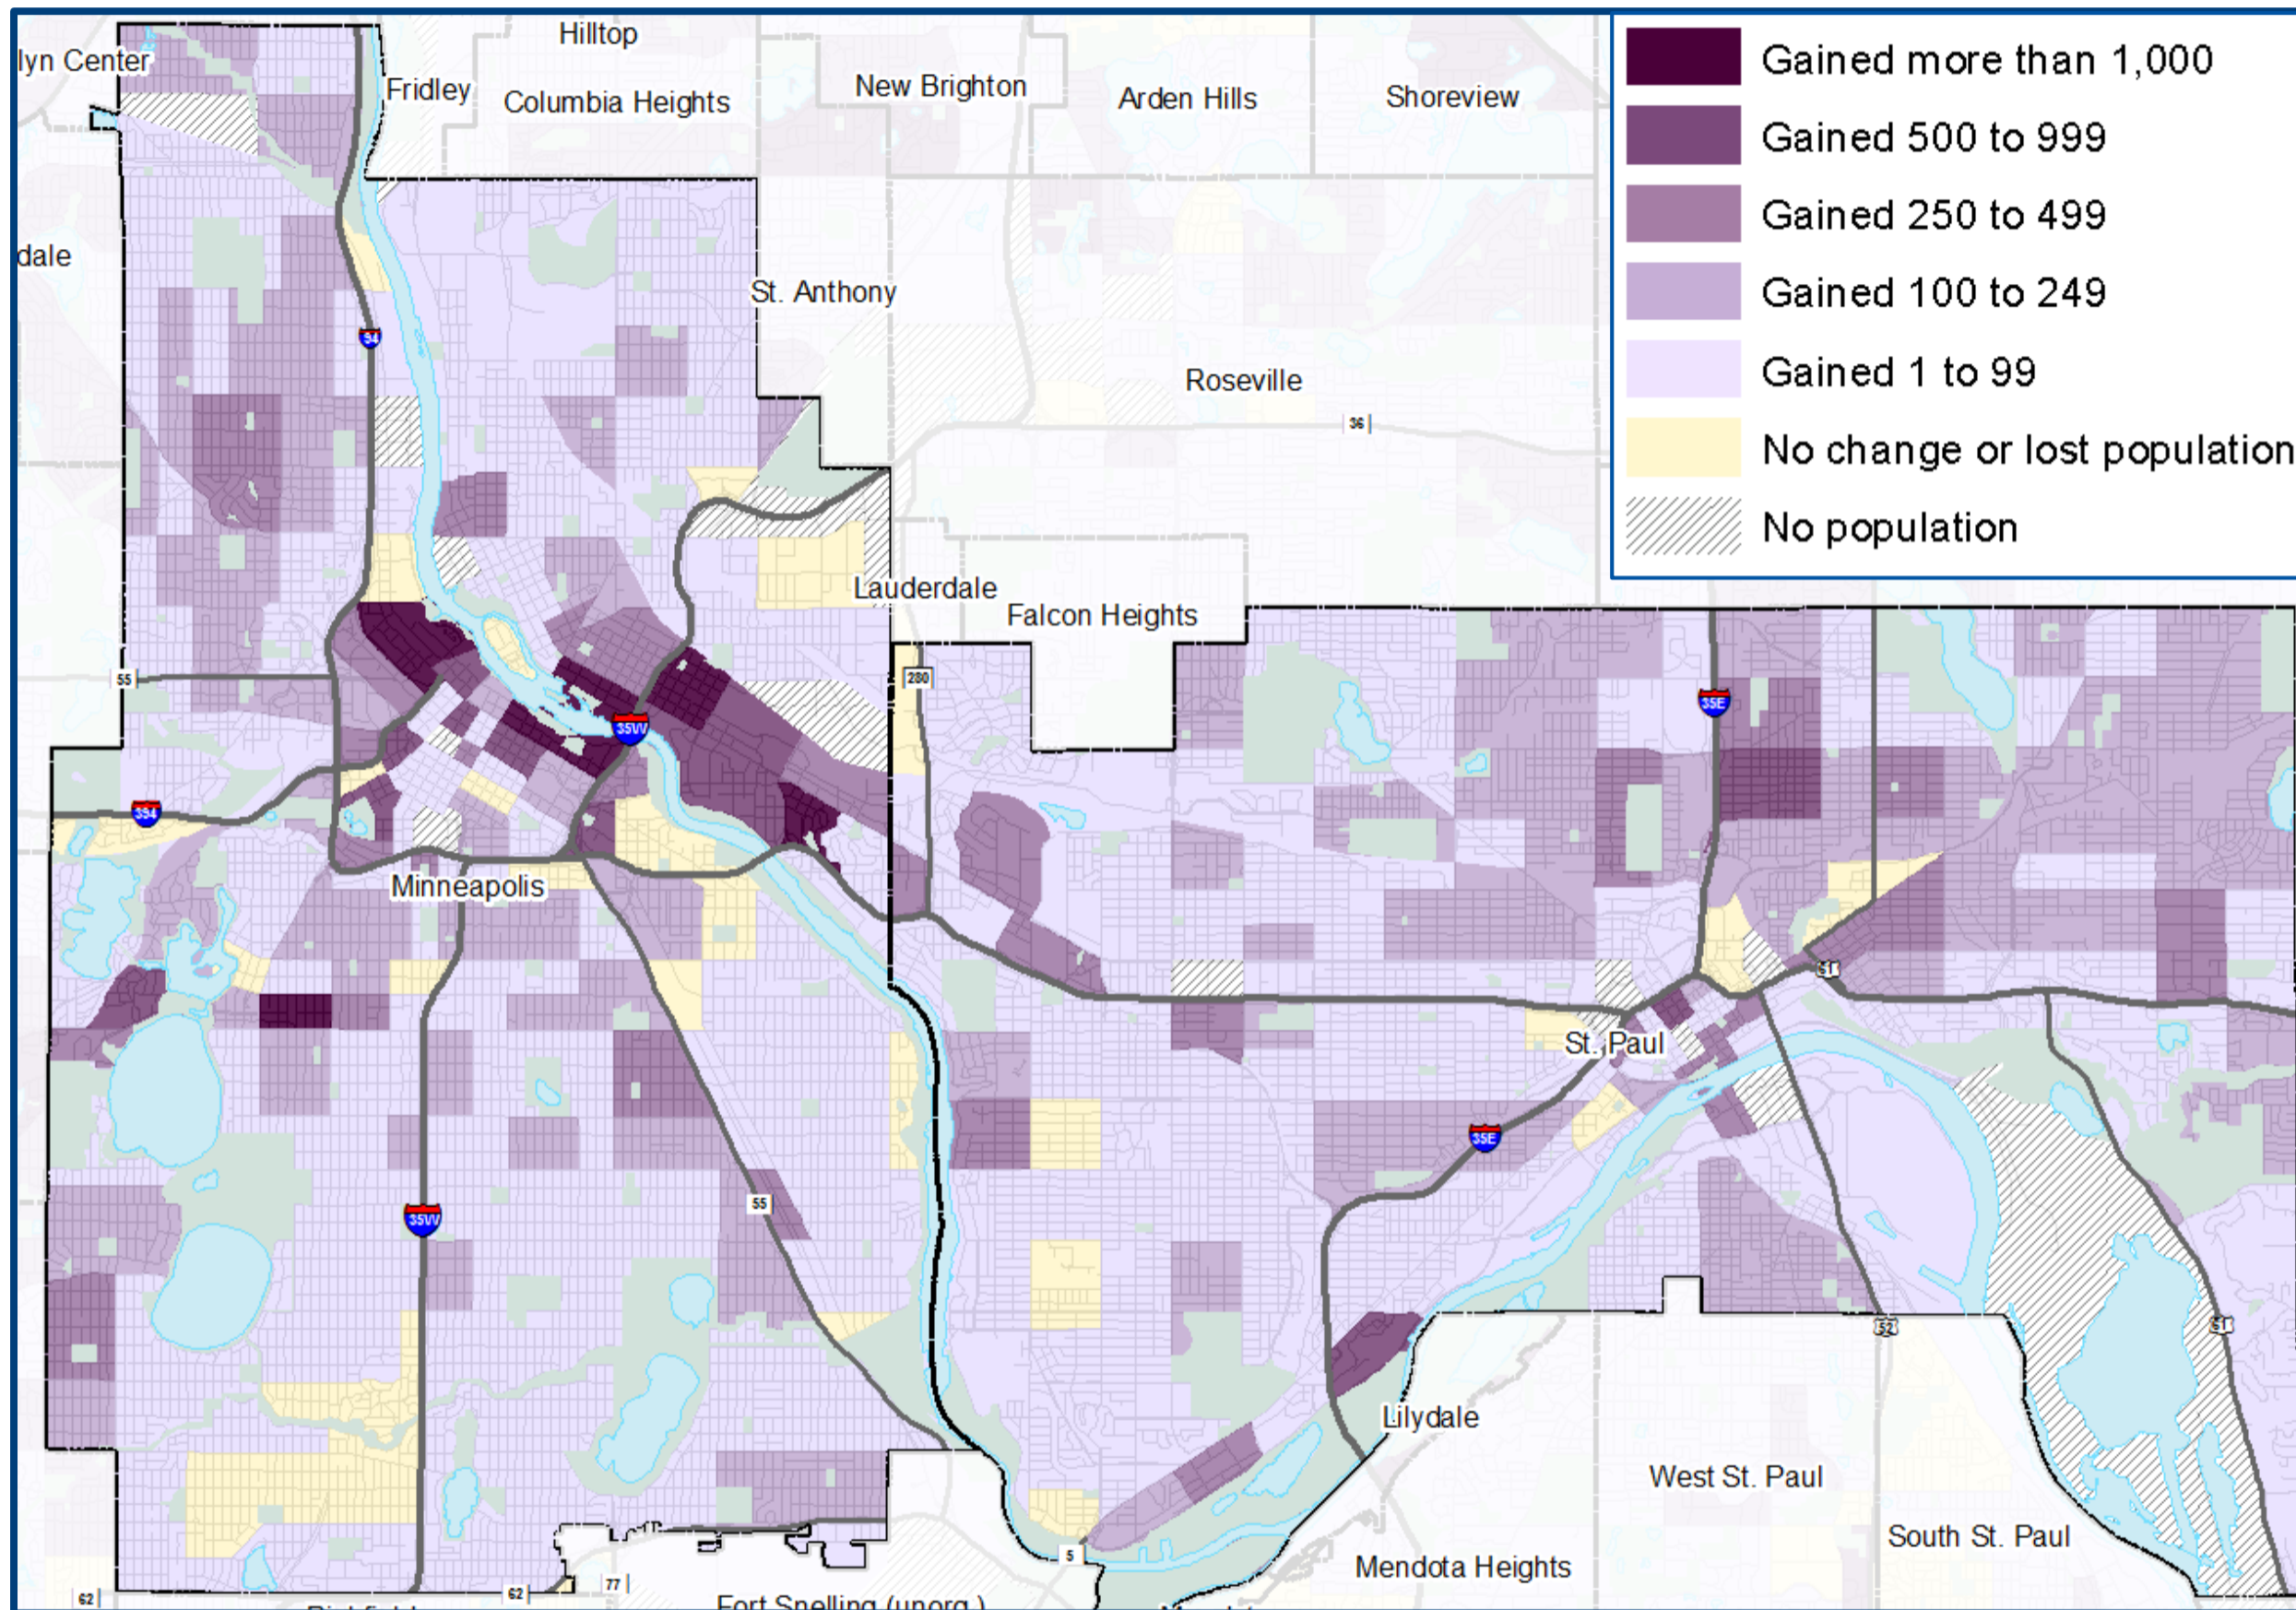 Hilltop
lyn Center
Fridley
Columbia Heights
New Brighton
Arden Hills
Shoreview
Gained more than 1,000
Gained 500 to 999
Gained 250 to 499
Gained 100 to 249
Gained 1 to 99
No change or lost population
No population
dale
St. Anthony
94
Roseville
36
Lauderdale
Falcon Heights
55
280
35W
35E
394
Minneapolis
61
St. Paul
35E
55
35W
52
61
Lilydale
West St. Paul
South St. Paul
5
Mendota Heights
62
62
77
Fort Snelling (unorg.)